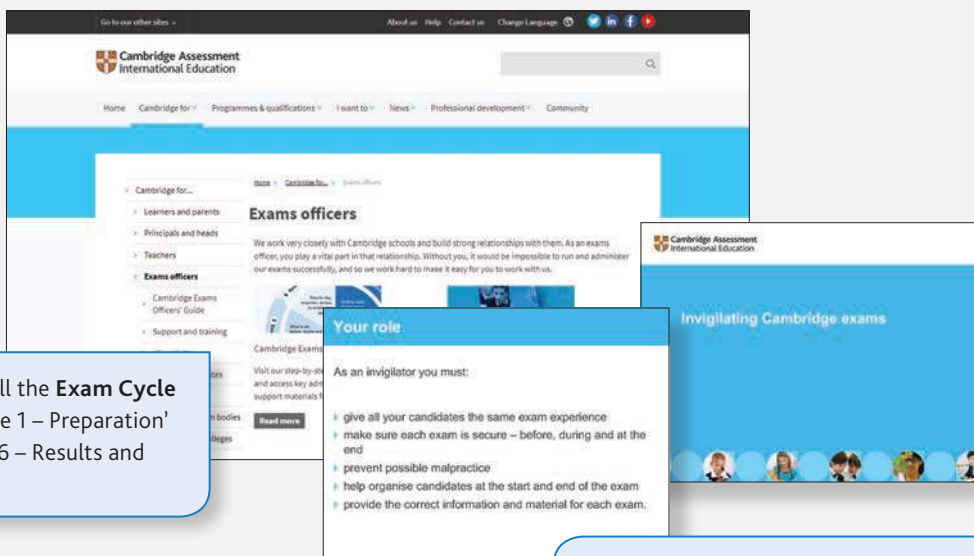 Go to our other sites
About us Help Contact us Change Language
Cambridge Assessment
International Education
Home Cambridge for Programmes & qualifications I want to News Professional development Community
Home Cambridge for... Exams officers
Cambridge for...
Learners and parents
Principals and heads
Teachers
Exams officers
Cambridge Exams
Officers' Guide
Support and training
Exams officers
We work very closely with Cambridge schools and build strong relationships with them. As an exams
officer, you play a vital part in that relationship. Without you, it would be impossible to run and administer
our exams successfully, and so we work hard to make it easy for you to work with us.
Cambridge Exams
Visit our step-by-ste
and access key adm
support materials f
Read more
bodies
leges
ll the Exam Cycle
e 1 – Preparation’
6 – Results and
Your role
As an invigilator you must:
give all your candidates the same exam experience
make sure each exam is secure – before, during and at the
end
prevent possible malpractice
help organise candidates at the start and end of the exam
provide the correct information and material for each exam.
Cambridge Assessment
International Education
Invigilating Cambridge exams